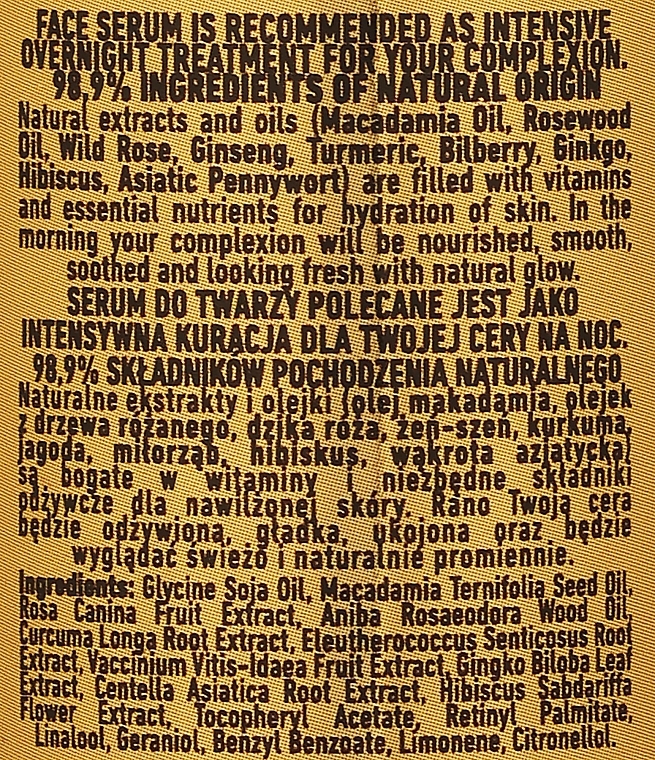 FACE SERUM IS RECOMMENDED AS INTENSIVE
OVERNIGHT TREATMENT FOR YOUR COMPLEXION.
98,9% INGREDIENTS OF NATURAL ORIGIN
Natural extracts and oils (Macadamia Oil, Rosewood
Oil, Wild Rose, Ginseng, Turmeric, Bilberry, Ginkgo,
Hibiscus, Asiatic Pennywort) are filled with vitamins
and essential nutrients for hydration of skin. In the
morning your complexion will be nourished, smooth,
soothed and looking fresh with natural glow.
SERUM DO TWARZY POLECANE JEST JAKO
INTENSYWNA KURACJA DLA TWOJEJ CERY NA NOC.
98,9% SKŁADNIKÓW POCHODZENIA NATURALNEGO
Naturalne ekstrakty i olejki (olej makadamia, olejek
z drzewa różanego, dzika róża, żeń-szeń, kurkuma,
jagoda, miłorząb, hibiskus, wąkrota azjatycka)
są bogate w witaminy i niezbędne składniki
odżywcze dla nawilżonej skóry. Rano Twoja cera
będzie odżywiona, gładka, ukojona oraz będzie
wyglądać świeżo i naturalnie promiennie.
Ingredients: Glycine Soja Oil, Macadamia Ternifolia Seed Oil,
Rosa Canina Fruit Extract, Aniba Rosaeodora Wood Oil,
Curcuma Longa Root Extract, Eleutherococcus Senticosus Root
Extract, Vaccinium Vitis-Idaea Fruit Extract, Gingko Biloba Leaf
Extract, Centella Asiatica Root Extract, Hibiscus Sabdariffa
Flower Extract, Tocopheryl Acetate, Retinyl Palmitate,
Linalool, Geraniol, Benzyl Benzoate, Limonene, Citronellol.